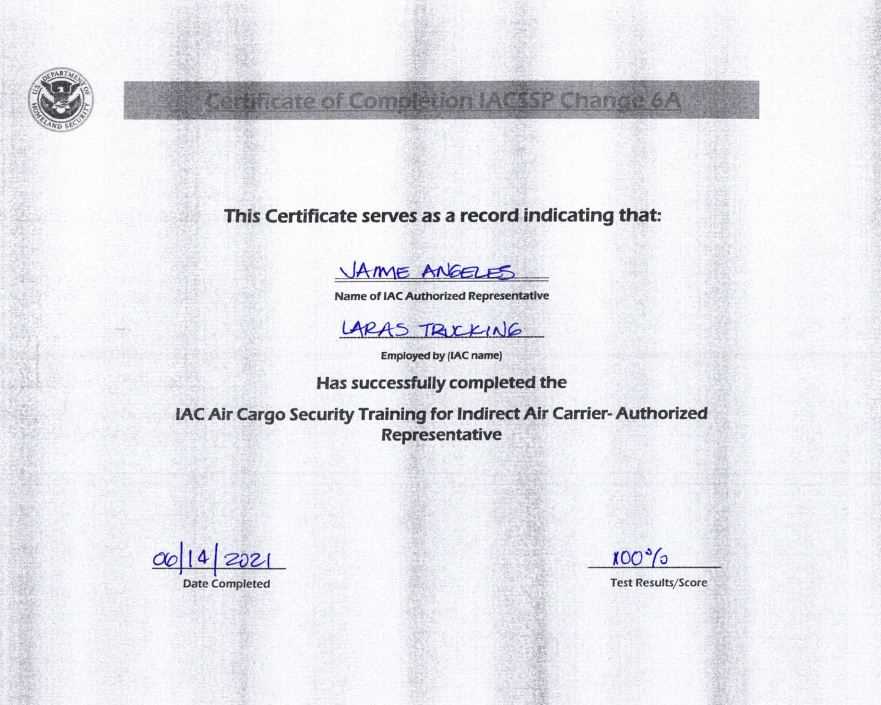 U.S. DEPARTMENT OF HOMELAND SECURITY
Certificate of Completion IACSSP Change 6A
This Certificate serves as a record indicating that:
JAIME ANGELES
Name of IAC Authorized Representative
LARAS TRUCKING
Employed by (IAC name)
Has successfully completed the
IAC Air Cargo Security Training for Indirect Air Carrier- Authorized
Representative
06/14/2021
Date Completed
100%
Test Results/Score